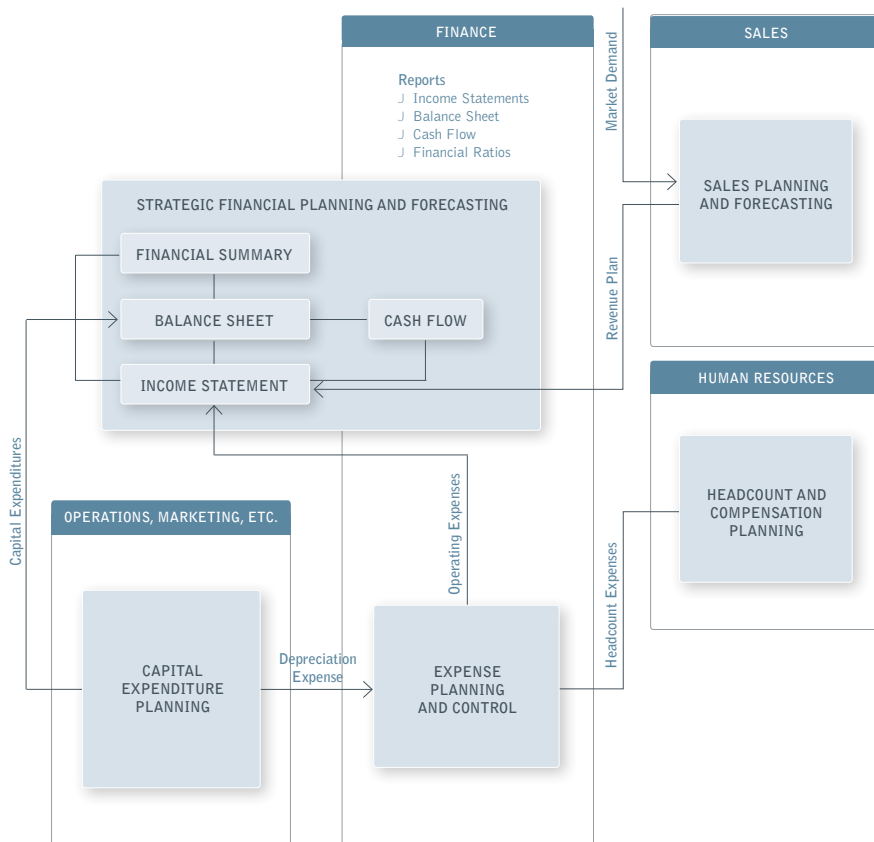 FINANCE
Reports
Income Statements
Balance Sheet
Cash Flow
Financial Ratios
Market Demand
SALES
SALES PLANNING
AND FORECASTING
STRATEGIC FINANCIAL PLANNING AND FORECASTING
FINANCIAL SUMMARY
BALANCE SHEET
CASH FLOW
INCOME STATEMENT
Revenue Plan
HUMAN RESOURCES
HEADCOUNT AND
COMPENSATION
PLANNING
Capital Expenditures
OPERATIONS, MARKETING, ETC.
Operating Expenses
Headcount Expenses
CAPITAL
EXPENDITURE
PLANNING
Depreciation
Expense
EXPENSE
PLANNING
AND CONTROL